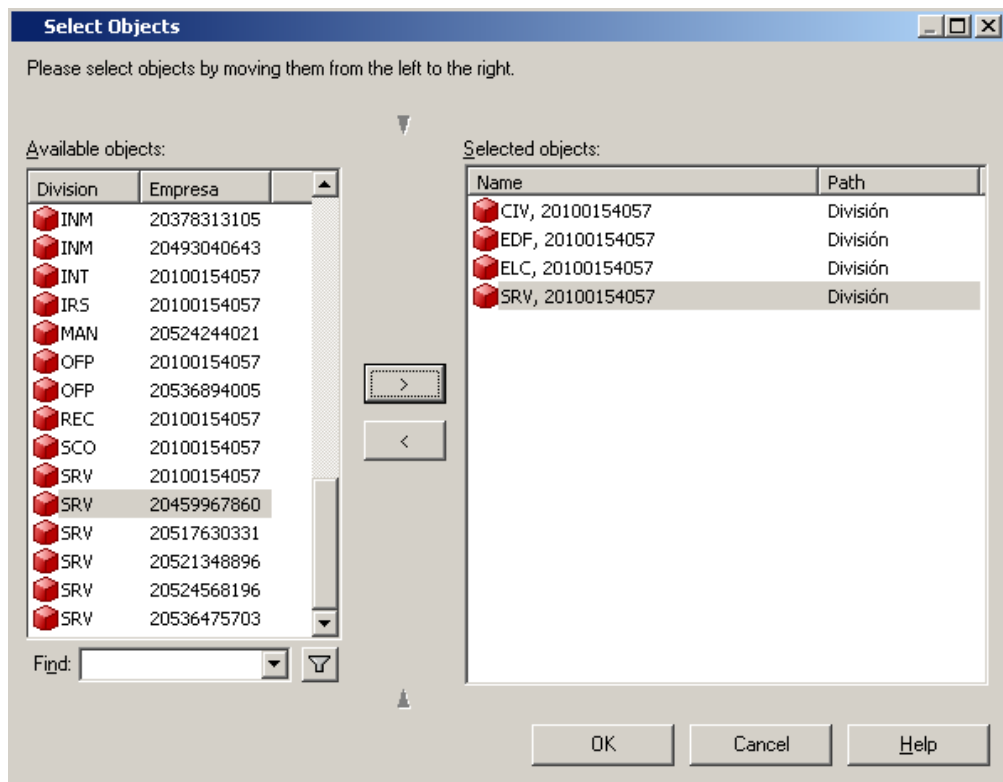 Select Objects
Please select objects by moving them from the left to the right.
Available objects:
Division Empresa
INM 20378313105
INM 20493040643
INT 20100154057
IRS 20100154057
MAN 20524244021
OFP 20100154057
OFP 20536894005
REC 20100154057
SCO 20100154057
SRV 20100154057
SRV 20459967860
SRV 20517630331
SRV 20521348896
SRV 20524568196
SRV 20536475703
Find:
>
<
Selected objects:
Name Path
CIV, 20100154057 División
EDF, 20100154057 División
ELC, 20100154057 División
SRV, 20100154057 División
OK Cancel Help